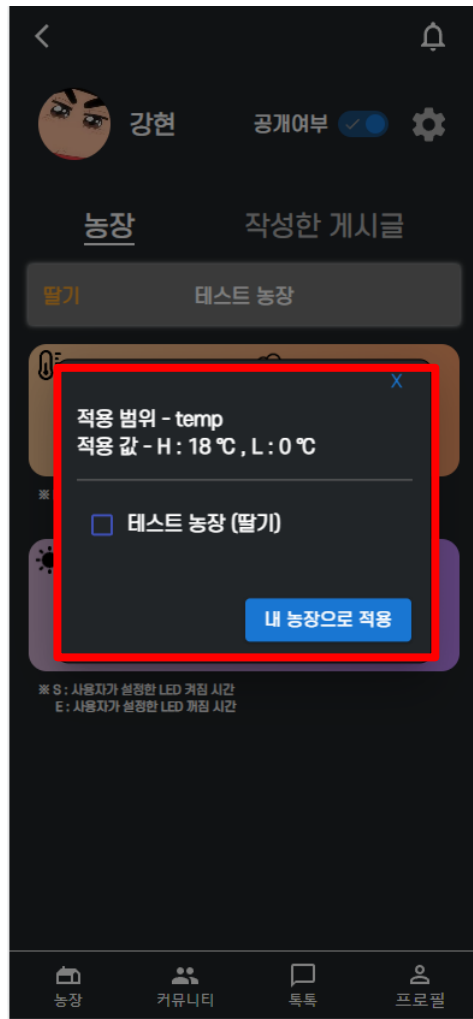 강현
공개여부
농장
작성한 게시글
딸기
테스트 농장
X
적용 범위 - temp
적용 값 - H : 18 ℃ , L : 0 ℃
※
테스트 농장 (딸기)
내 농장으로 적용
※ S : 사용자가 설정한 LED 켜짐 시간
E : 사용자가 설정한 LED 꺼짐 시간
농장
커뮤니티
톡톡
프로필